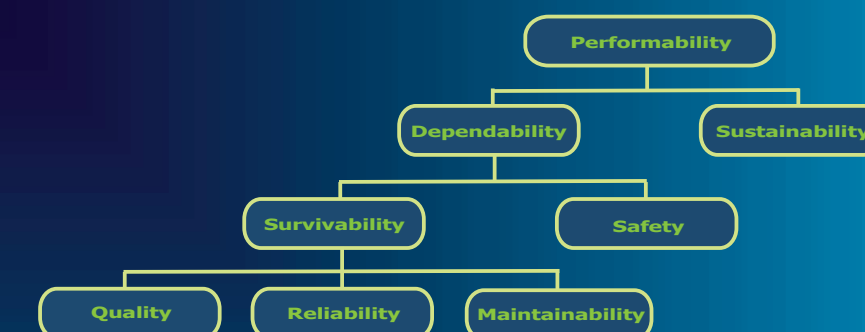 Performability
Dependability
Sustainability
Survivability
Safety
Quality
Reliability
Maintainability